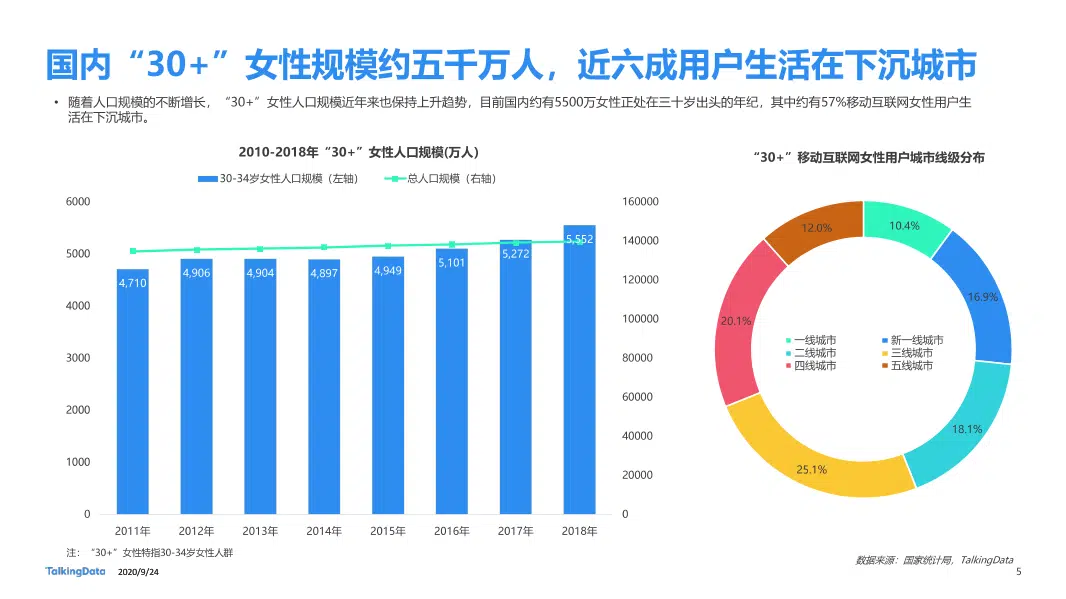 国内“30+”女性规模约五千万人，近六成用户生活在下沉城市
• 随着人口规模的不断增长，“30+”女性人口规模近年来也保持上升趋势，目前国内约有5500万女性正处在三十岁出头的年纪，其中约有57%移动互联网女性用户生
活在下沉城市。
2010-2018年“30+”女性人口规模(万人)
30-34岁女性人口规模（左轴） 总人口规模（右轴）
6000
5000
4000
3000
2000
1000
0
4,710
4,906
4,904
4,897
4,949
5,101
5,272
5,552
160000
140000
120000
100000
80000
60000
40000
20000
0
2011年 2012年 2013年 2014年 2015年 2016年 2017年 2018年
注：“30+”女性特指30-34岁女性人群
“30+”移动互联网女性用户城市线级分布
10.4%
16.9%
18.1%
25.1%
20.1%
12.0%
一线城市 新一线城市
二线城市 三线城市
四线城市 五线城市
数据来源：国家统计局，TalkingData
TalkingData 2020/9/24
5